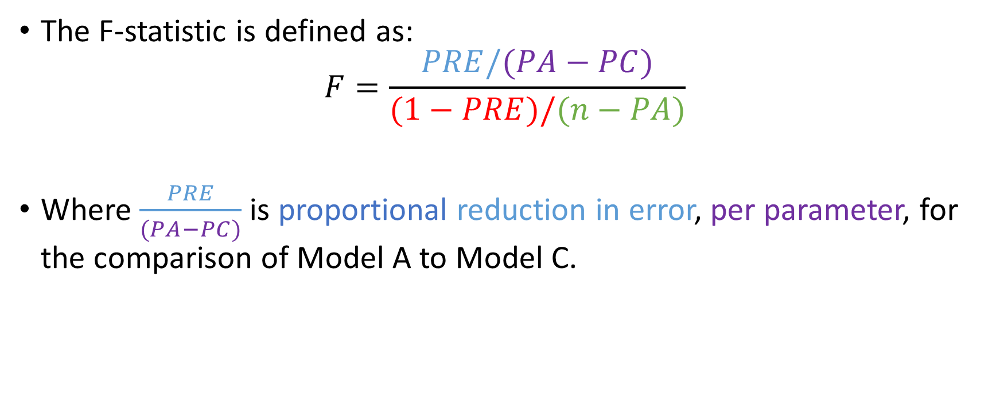 • The F-statistic is defined as:
F = \frac{PRE/(PA − PC)}{(1 − PRE)/(n − PA)}
• Where \frac{PRE}{(PA−PC)} is proportional reduction in error, per parameter, for
the comparison of Model A to Model C.